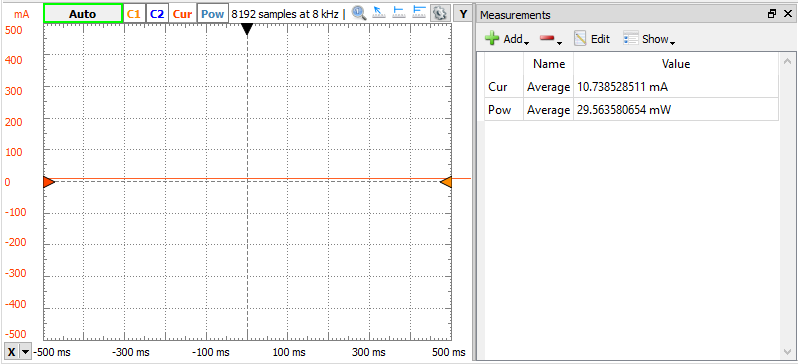 mA Auto C1 C2 Cur Pow 8192 samples at 8 kHz | Y
500
400
300
200
100
0
-100
-200
-300
-400
-500
X -500 ms -300 ms -100 ms 100 ms 300 ms 500 ms
Measurements
Add Edit Show
Name Value
Cur Average 10.738528511 mA
Pow Average 29.563580654 mW